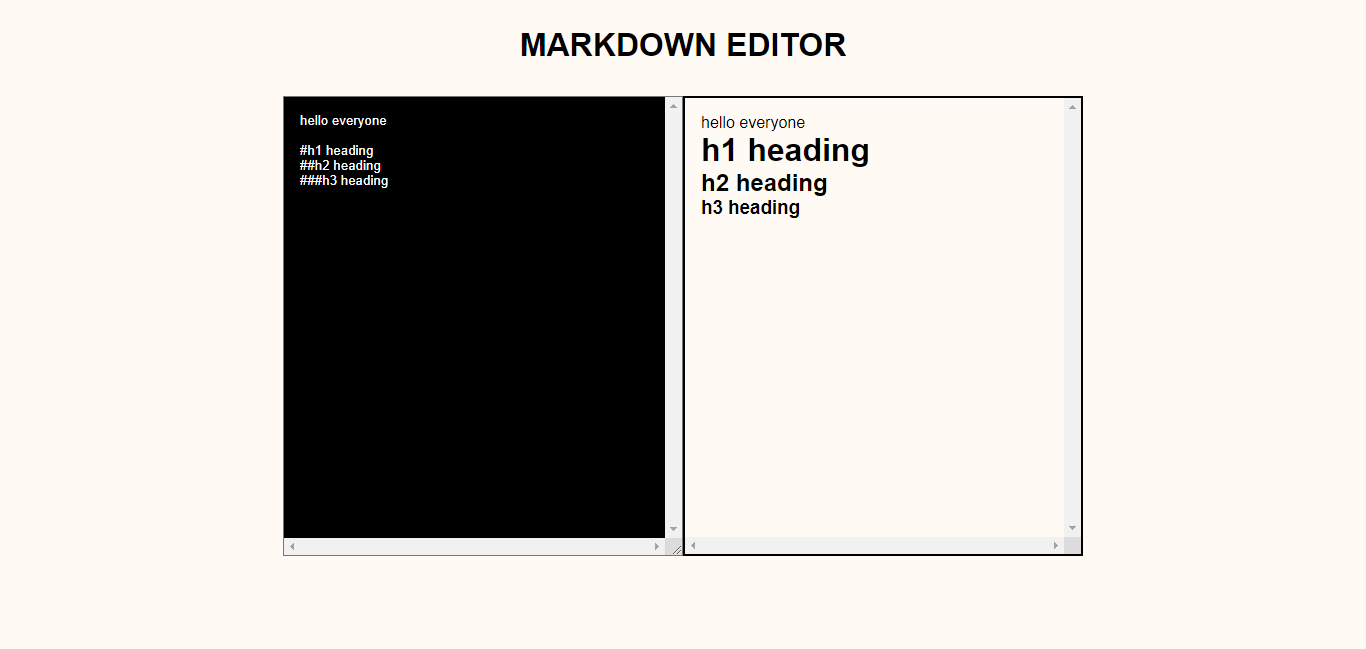 MARKDOWN EDITOR
hello everyone
#h1 heading
##h2 heading
###h3 heading
hello everyone
h1 heading
h2 heading
h3 heading